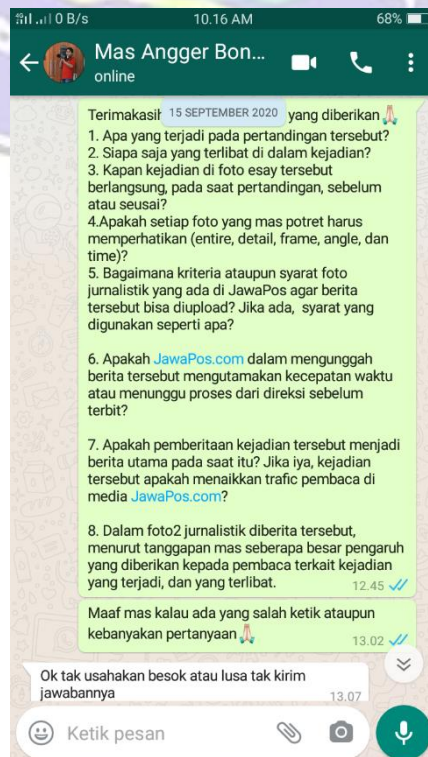 0 B/s 10.16 AM 68%
Mas Angger Bon...
online
15 SEPTEMBER 2020
Terimakasih yang diberikan 🙏🏻
1. Apa yang terjadi pada pertandingan tersebut?
2. Siapa saja yang terlibat di dalam kejadian?
3. Kapan kejadian di foto esay tersebut
berlangsung, pada saat pertandingan, sebelum
atau seusai?
4.Apakah setiap foto yang mas potret harus
memperhatikan (entire, detail, frame, angle, dan
time)?
5. Bagaimana kriteria ataupun syarat foto
jurnalistik yang ada di JawaPos agar berita
tersebut bisa diupload? Jika ada, syarat yang
digunakan seperti apa?
6. Apakah JawaPos.com dalam mengunggah
berita tersebut mengutamakan kecepatan waktu
atau menunggu proses dari direksi sebelum
terbit?
7. Apakah pemberitaan kejadian tersebut menjadi
berita utama pada saat itu? Jika iya, kejadian
tersebut apakah menaikkan trafic pembaca di
media JawaPos.com?
8. Dalam foto2 jurnalistik diberita tersebut,
menurut tanggapan mas seberapa besar pengaruh
yang diberikan kepada pembaca terkait kejadian
yang terjadi, dan yang terlibat.
12.45
Maaf mas kalau ada yang salah ketik ataupun
kebanyakan pertanyaan 🙏🏻
13.02
Ok tak usahakan besok atau lusa tak kirim
jawabannya
13.07
Ketik pesan